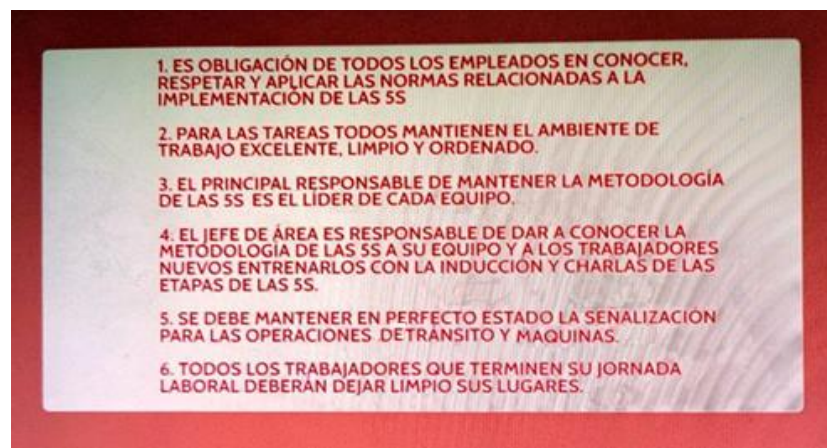 1. ES OBLIGACIÓN DE TODOS LOS EMPLEADOS EN CONOCER,
RESPETAR Y APLICAR LAS NORMAS RELACIONADAS A LA
IMPLEMENTACIÓN DE LAS 5S
2. PARA LAS TAREAS TODOS MANTIENEN EL AMBIENTE DE
TRABAJO EXCELENTE, LIMPIO Y ORDENADO.
3. EL PRINCIPAL RESPONSABLE DE MANTENER LA METODOLOGÍA
DE LAS 5S ES EL LÍDER DE CADA EQUIPO.
4. EL JEFE DE ÁREA ES RESPONSABLE DE DAR A CONOCER LA
METODOLOGÍA DE LAS 5S A SU EQUIPO Y A LOS TRABAJADORES
NUEVOS ENTRENARLOS CON LA INDUCCIÓN Y CHARLAS DE LAS
ETAPAS DE LAS 5S.
5. SE DEBE MANTENER EN PERFECTO ESTADO LA SEÑALIZACIÓN
PARA LAS OPERACIONES DETRÁNSITO Y MAQUINAS.
6. TODOS LOS TRABAJADORES QUE TERMINEN SU JORNADA
LABORAL DEBERÁN DEJAR LIMPIO SUS LUGARES.